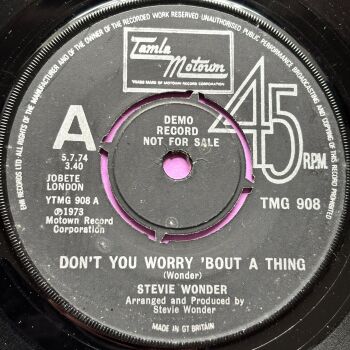 EMI RECORDS LTD. ALL RIGHTS OF THE MANUFACTURER AND OF THE OWNER OF THE RECORDED WORK RESERVED UNAUTHORISED PUBLIC PERFORMANCE BROADCASTING AND COPYING OF THIS RECORD PROHIBITED
Tamla
Motown
TRADE MARK OF MOTOWN RECORD CORPORATION
A
DEMO
RECORD
NOT FOR SALE
45
R.P.M.
5.7.74
3.40
JOBETE
LONDON
YTMG 908 A
℗1973
Motown Record
Corporation
TMG 908
DON'T YOU WORRY 'BOUT A THING
(Wonder)
STEVIE WONDER
Arranged and Produced by
Stevie Wonder
MADE IN GT BRITAIN